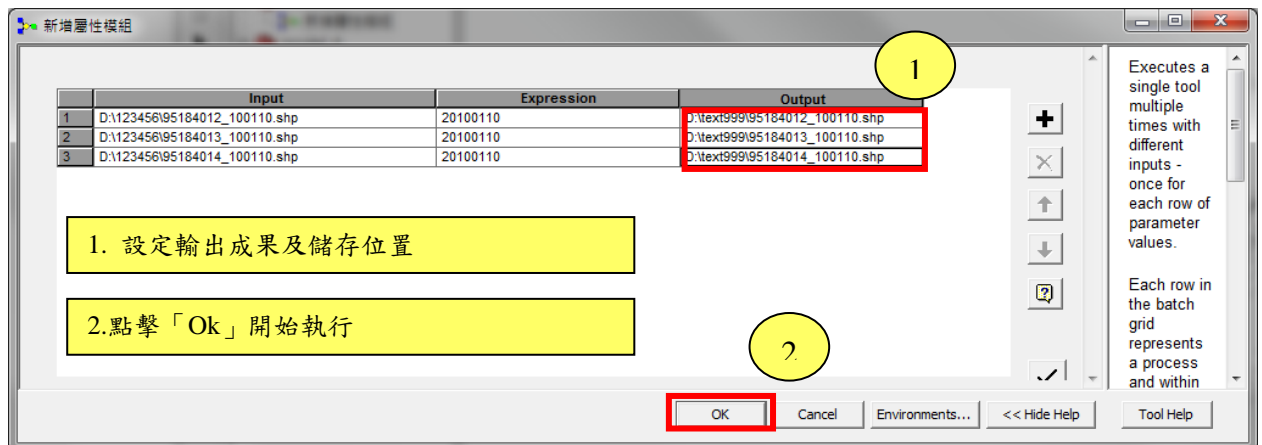 新增屬性模組
1
Input Expression Output
1 D:\123456\95184012_100110.shp 20100110 D:\text999\95184012_100110.shp
2 D:\123456\95184013_100110.shp 20100110 D:\text999\95184013_100110.shp
3 D:\123456\95184014_100110.shp 20100110 D:\text999\95184014_100110.shp
1. 設定輸出成果及儲存位置
2.點擊「Ok」開始執行
2
Executes a
single tool
multiple
times with
different
inputs -
once for
each row of
parameter
values.
Each row in
the batch
grid
represents
a process
and within
OK Cancel Environments... << Hide Help Tool Help